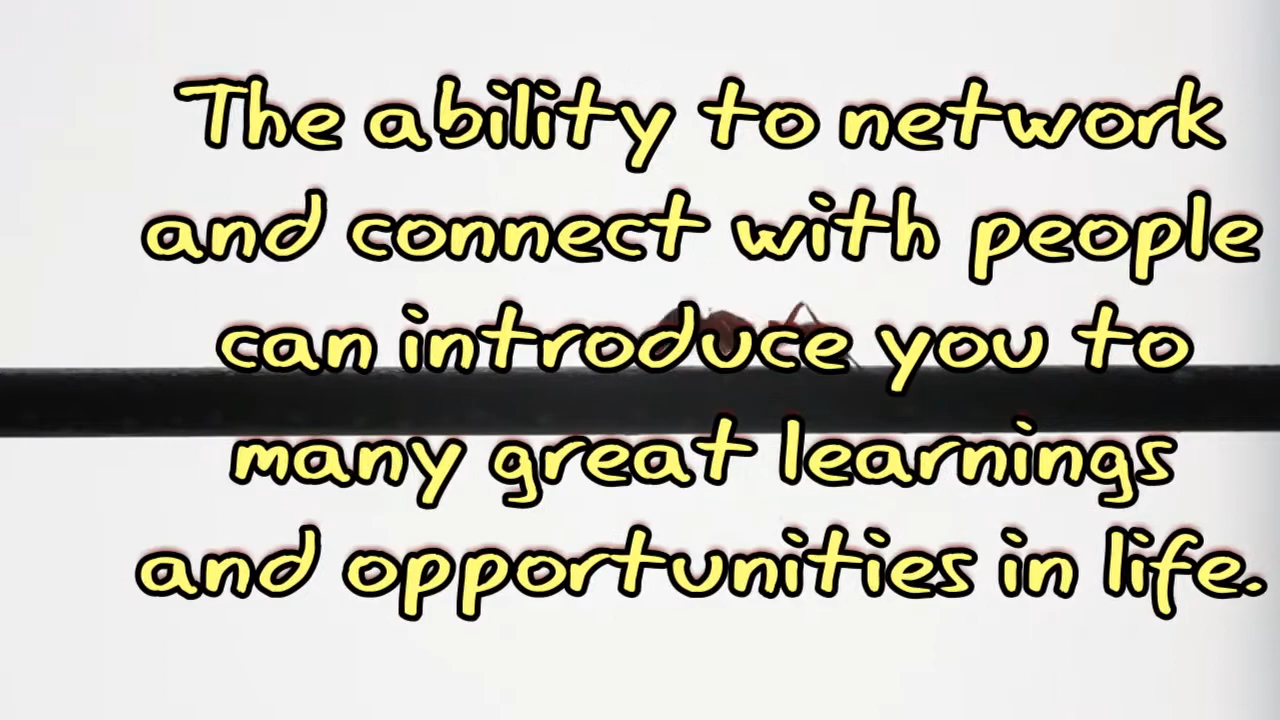 The ability to network
and connect with people
can introduce you to
many great learnings
and opportunities in life.